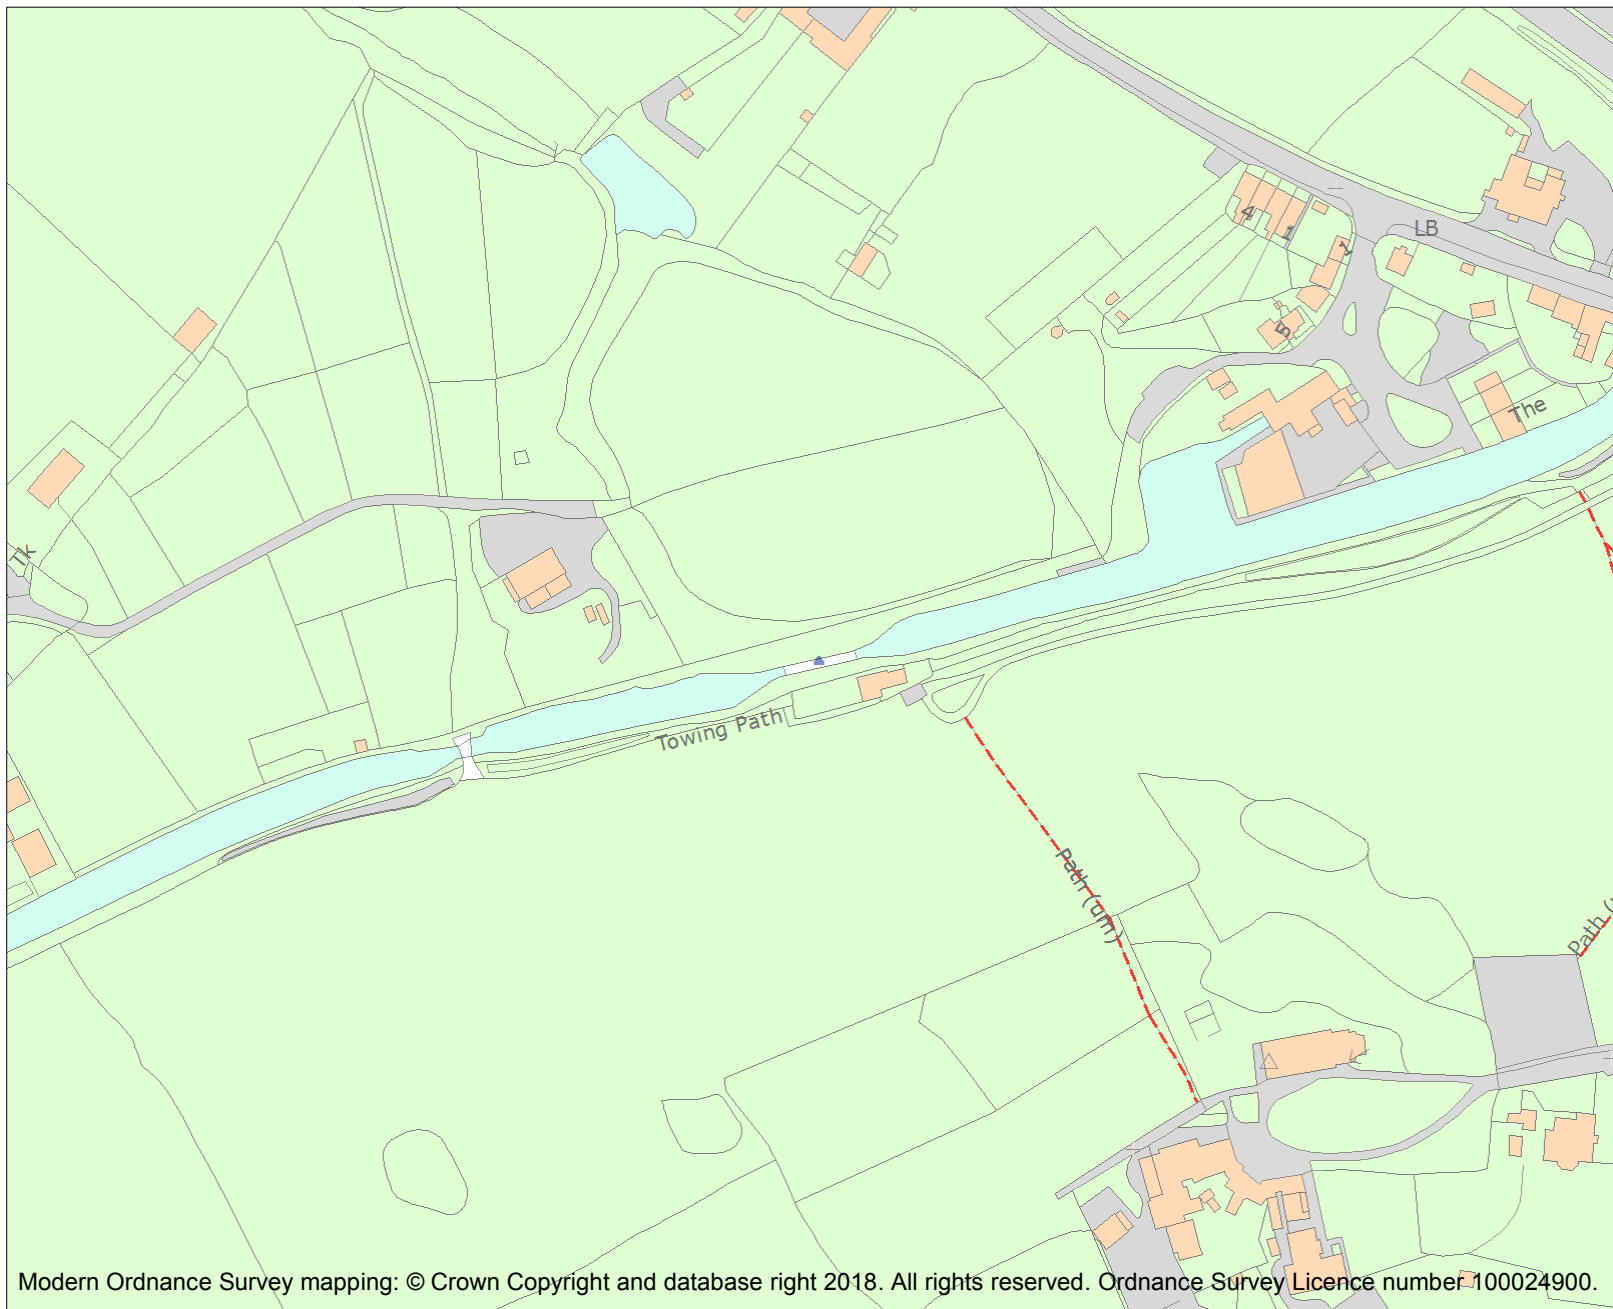 4
1
1
LB
5
The
Tk
Towing Path
Path (um)
Path (
Modern Ordnance Survey mapping: © Crown Copyright and database right 2018. All rights reserved. Ordnance Survey Licence number 100024900.